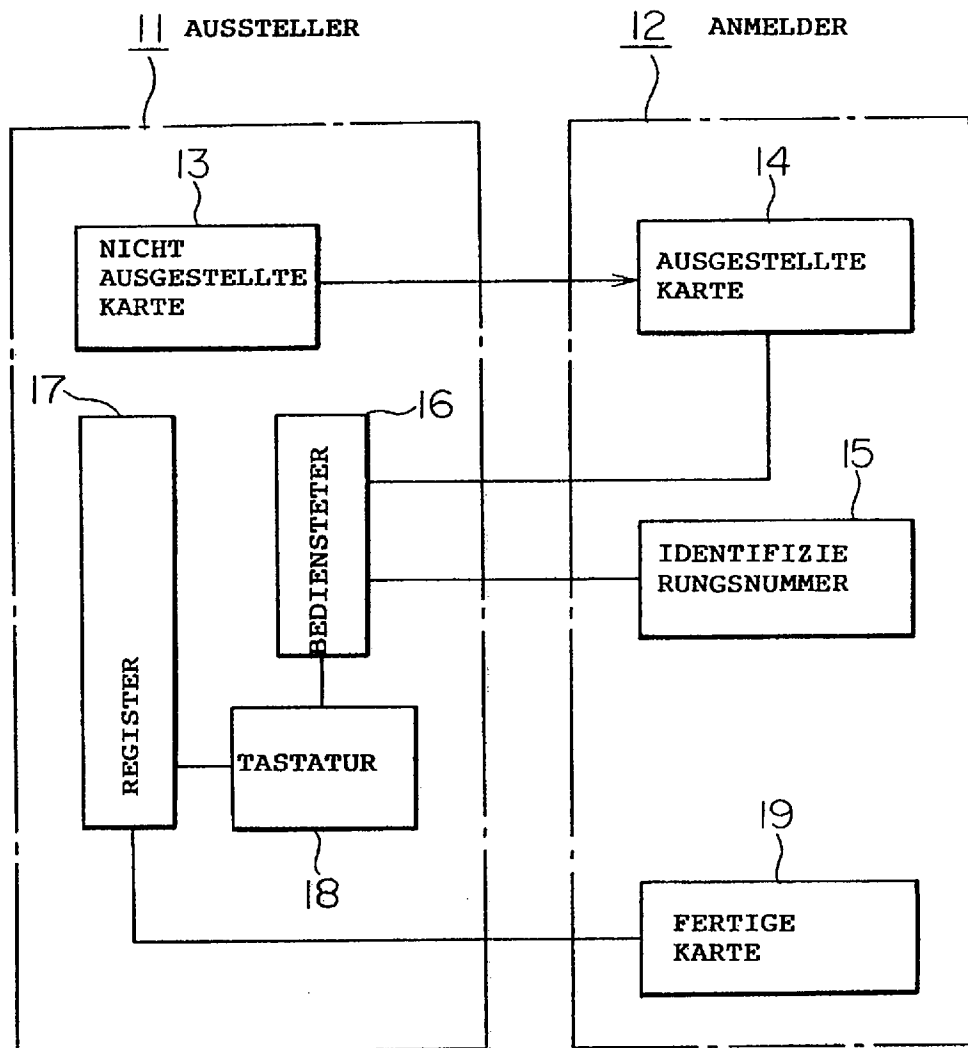 11 AUSSTELLER
12 ANMELDER
13
14
NICHT
AUSGESTELLTE
KARTE
AUSGESTELLTE
KARTE
17
16
15
BEDIENSTETER
IDENTIFIZIE
RUNGSNUMMER
REGISTER
TASTATUR
18
19
FERTIGE
KARTE